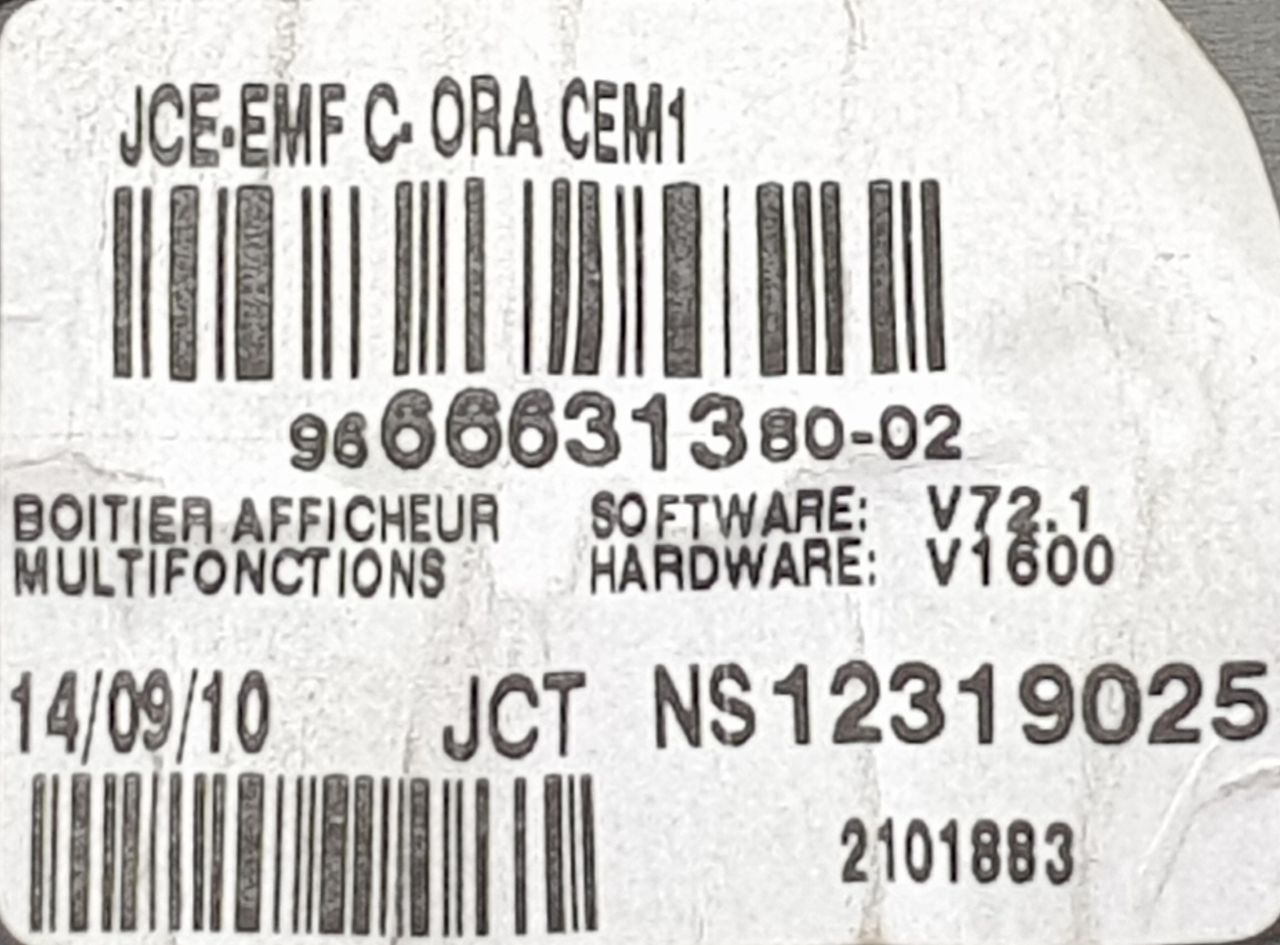 JCE-EMF C- ORA CEM1
96666631380-02
BOITIER AFFICHEUR SOFTWARE: V72.1
MULTIFONCTIONS HARDWARE: V1600
14/09/10 JCT NS12319025
2101883